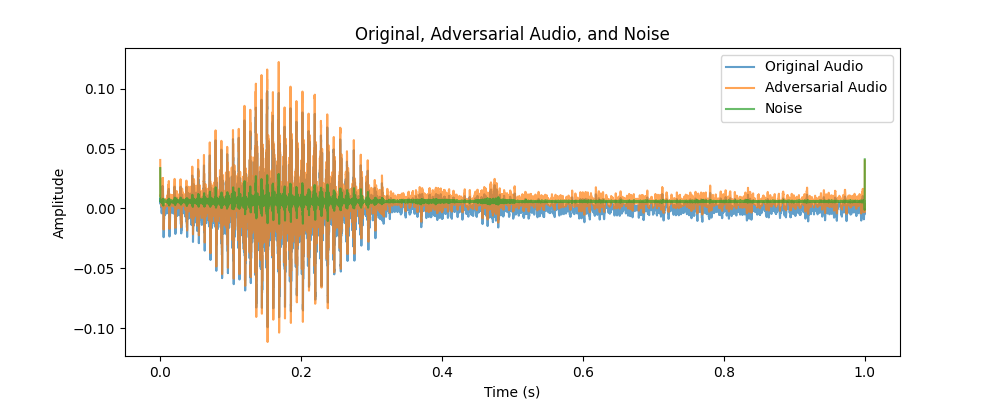 Original, Adversarial Audio, and Noise
Original Audio
Adversarial Audio
Noise
Amplitude
0.10
0.05
0.00
−0.05
−0.10
0.0
0.2
0.4
0.6
0.8
1.0
Time (s)